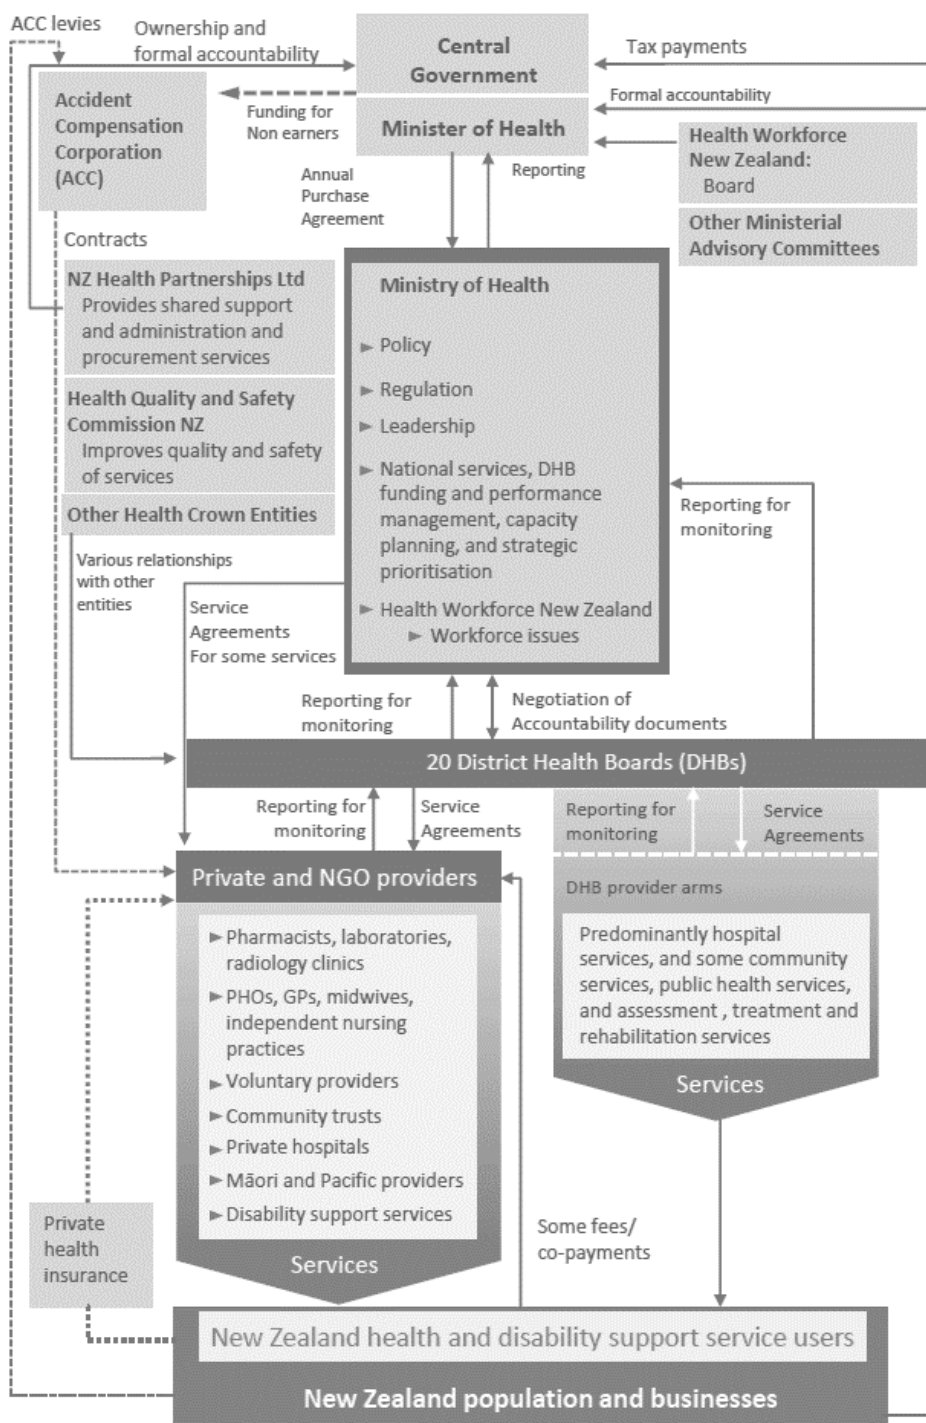 ACC levies
Ownership and
formal accountability
Central
Government
Tax payments
Accident
Compensation
Corporation
(ACC)
Funding for
Non earners
Minister of Health
Formal accountability
Health Workforce
New Zealand:
Board
Other Ministerial
Advisory Committees
Annual
Purchase
Agreement
Reporting
Contracts
NZ Health Partnerships Ltd
Provides shared support
and administration and
procurement services
Health Quality and Safety
Commission NZ
Improves quality and safety
of services
Other Health Crown Entities
Ministry of Health
► Policy
► Regulation
► Leadership
► National services, DHB
funding and performance
management, capacity
planning, and strategic
prioritisation
► Health Workforce New Zealand
► Workforce issues
Reporting for
monitoring
Various relationships
with other
entities
Service
Agreements
For some services
Reporting for
monitoring
Negotiation of
Accountability documents
20 District Health Boards (DHBs)
Reporting for
monitoring
Service
Agreements
Reporting for
monitoring
Service
Agreements
Private and NGO providers
► Pharmacists, laboratories,
radiology clinics
► PHOs, GPs, midwives,
independent nursing
practices
► Voluntary providers
► Community trusts
► Private hospitals
► Māori and Pacific providers
► Disability support services
Services
DHB provider arms
Predominantly hospital
services, and some community
services, public health services,
and assessment , treatment and
rehabilitation services
Services
Private
health
insurance
Some fees/
co-payments
New Zealand health and disability support service users
New Zealand population and businesses